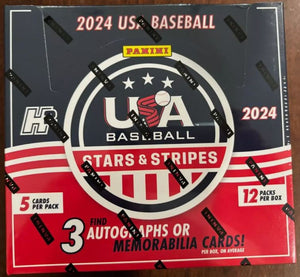 2024 USA BASEBALL
PANINI
USA
BASEBALL
H2
2024
STARS & STRIPES
5 CARDS
PER PACK
12 PACKS
PER BOX
3 FIND
AUTOGRAPHS OR
MEMORABILIA CARDS!
PER BOX, ON AVERAGE